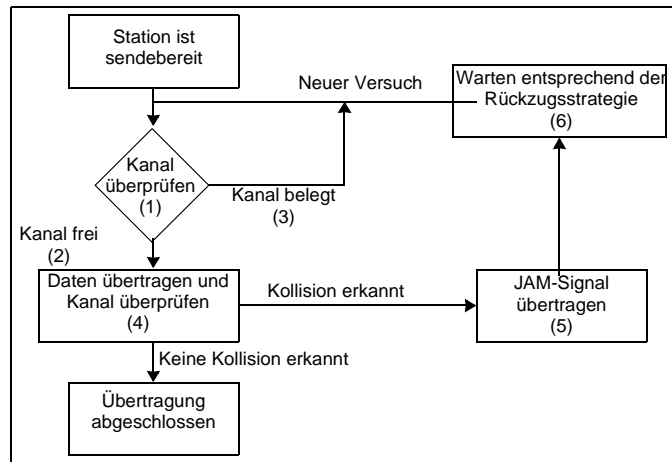 Station ist
sendebereit
Neuer Versuch
Warten entsprechend der
Rückzugsstrategie
(6)
Kanal
überprüfen
(1)
Kanal belegt
(3)
Kanal frei
(2)
Daten übertragen und
Kanal überprüfen
(4)
Kollision erkannt
JAM-Signal
übertragen
(5)
Keine Kollision erkannt
Übertragung
abgeschlossen